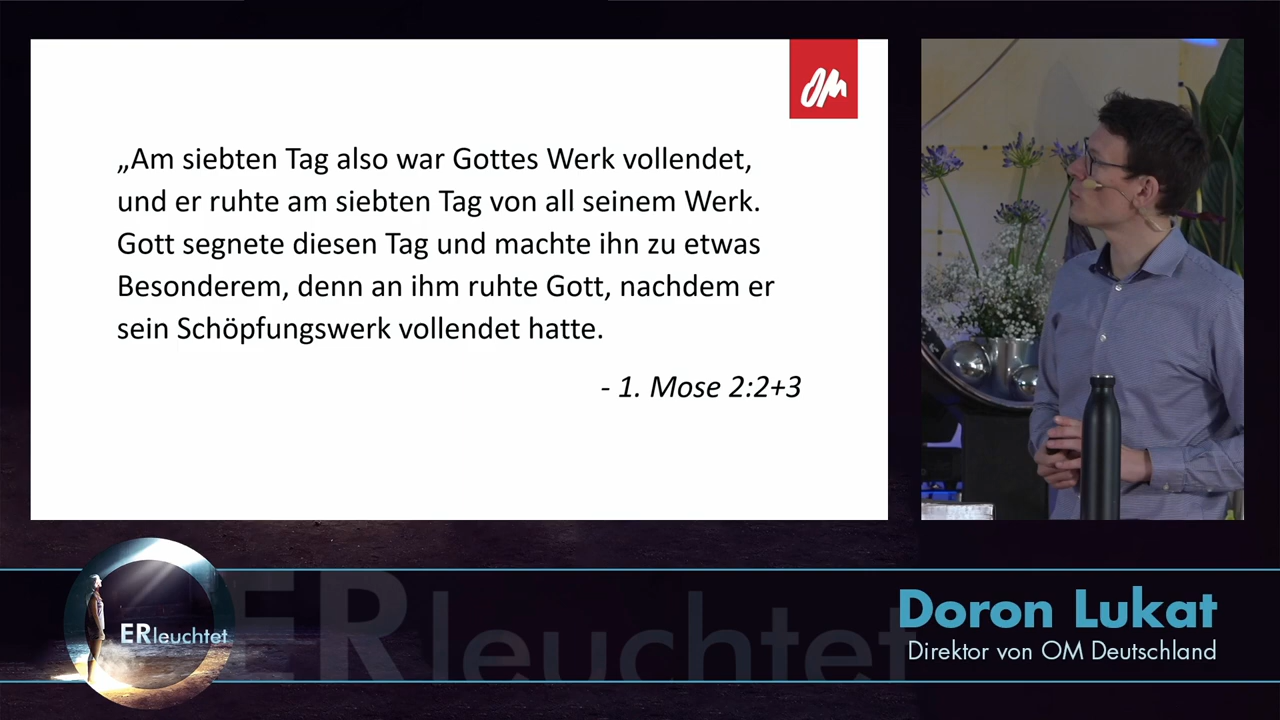 OM
„Am siebten Tag also war Gottes Werk vollendet,
und er ruhte am siebten Tag von all seinem Werk.
Gott segnete diesen Tag und machte ihn zu etwas
Besonderem, denn an ihm ruhte Gott, nachdem er
sein Schöpfungswerk vollendet hatte.
- 1. Mose 2:2+3
ERleuchtet
ERleuchtet
Doron Lukat
Direktor von OM Deutschland